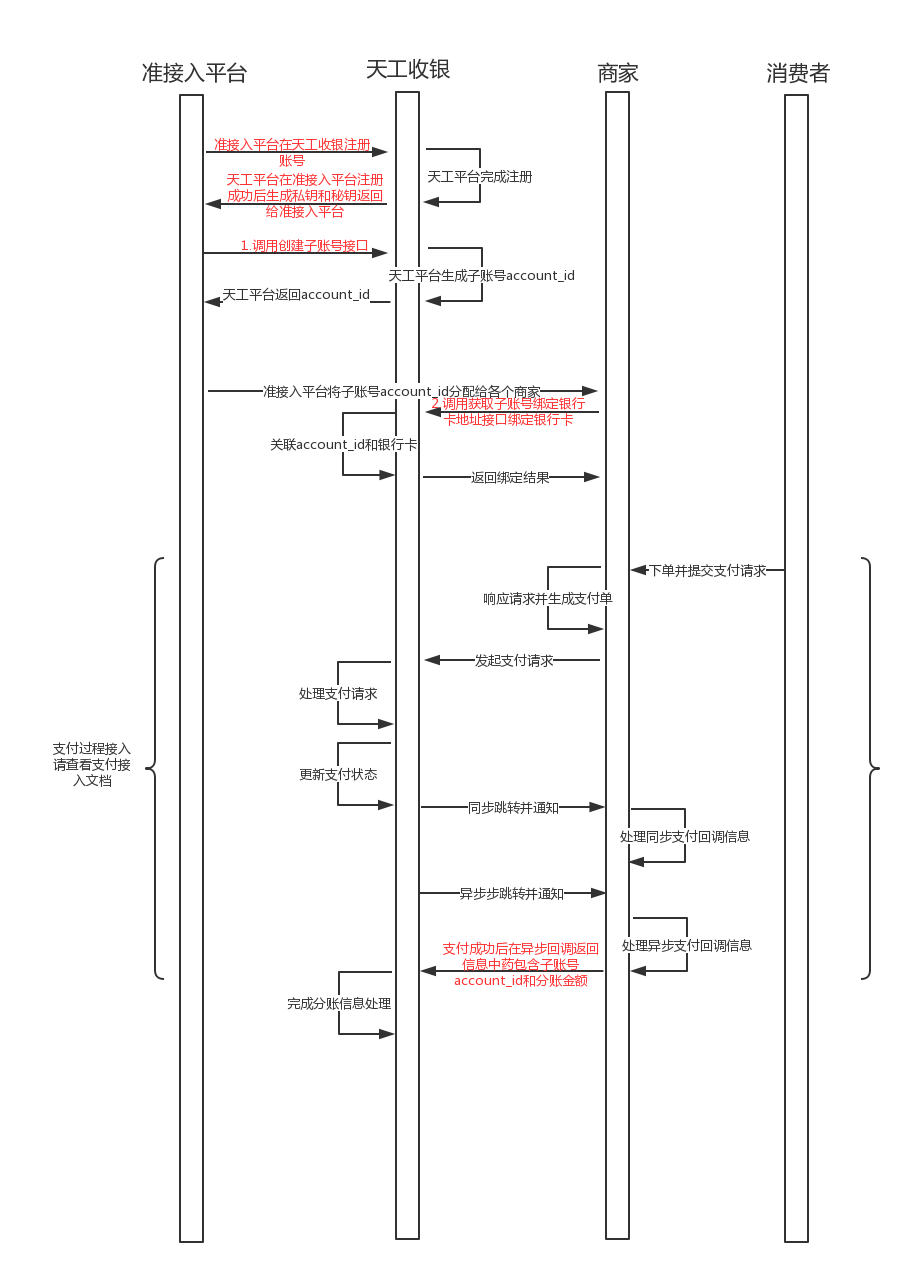 准接入平台
天工收银
商家
消费者
准接入平台在天工收银注册
账号
天工平台完成注册
天工平台在准接入平台注册
成功后生成私钥和秘钥返回
给准接入平台
1.调用创建子账号接口
天工平台生成子账号account_id
天工平台返回account_id
准接入平台将子账号account_id分配给各个商家
2.调用获取子账号绑定银行
卡地址接口绑定银行卡
关联account_id和银行卡
返回绑定结果
下单并提交支付请求
响应请求并生成支付单
发起支付请求
处理支付请求
支付过程接入
请查看支付接
入文档
更新支付状态
同步跳转并通知
处理同步支付回调信息
异步步跳转并通知
处理异步支付回调信息
支付成功后在异步回调返回
信息中药包含子账号
account_id和分账金额
完成分账信息处理